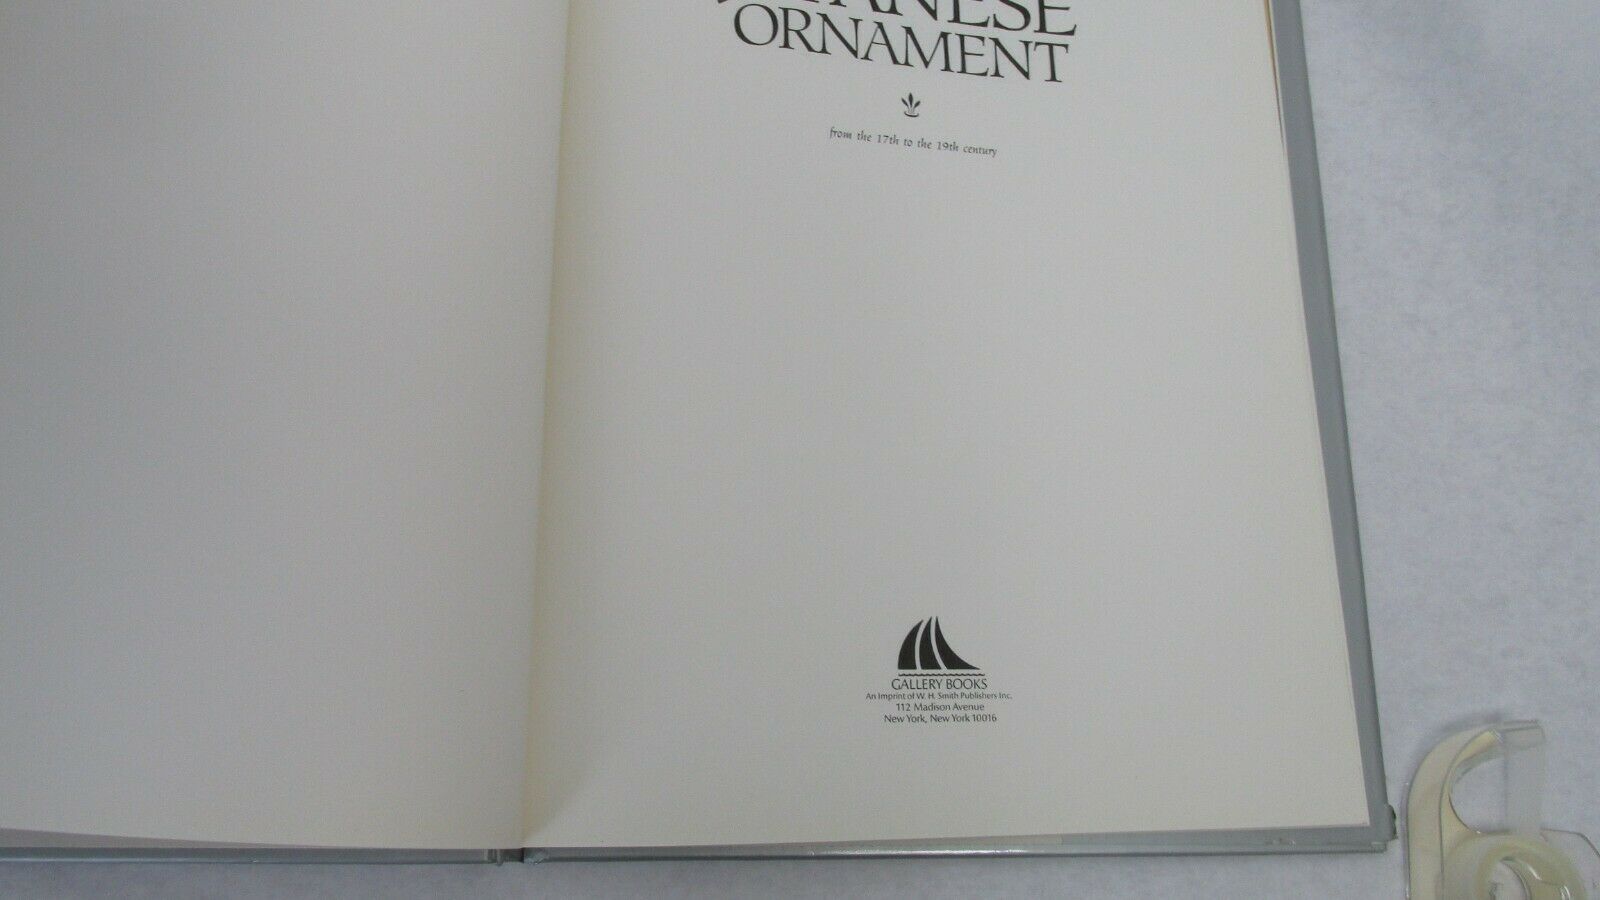 ORNAMENT
from the 17th to the 19th century
GALLERY BOOKS
An Imprint of W. H. Smith Publishers Inc.
112 Madison Avenue
New York, New York 10016